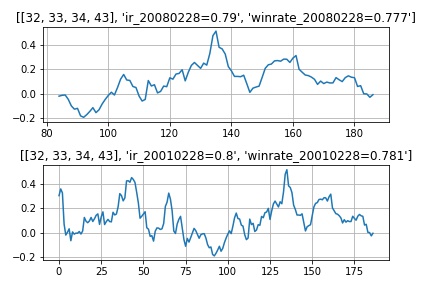 [[32, 33, 34, 43], 'ir_20080228=0.79', 'winrate_20080228=0.777']
0.4
0.2
0.0
−0.2
80 100 120 140 160 180
[[32, 33, 34, 43], 'ir_20010228=0.8', 'winrate_20010228=0.781']
0.4
0.2
0.0
−0.2
0 25 50 75 100 125 150 175